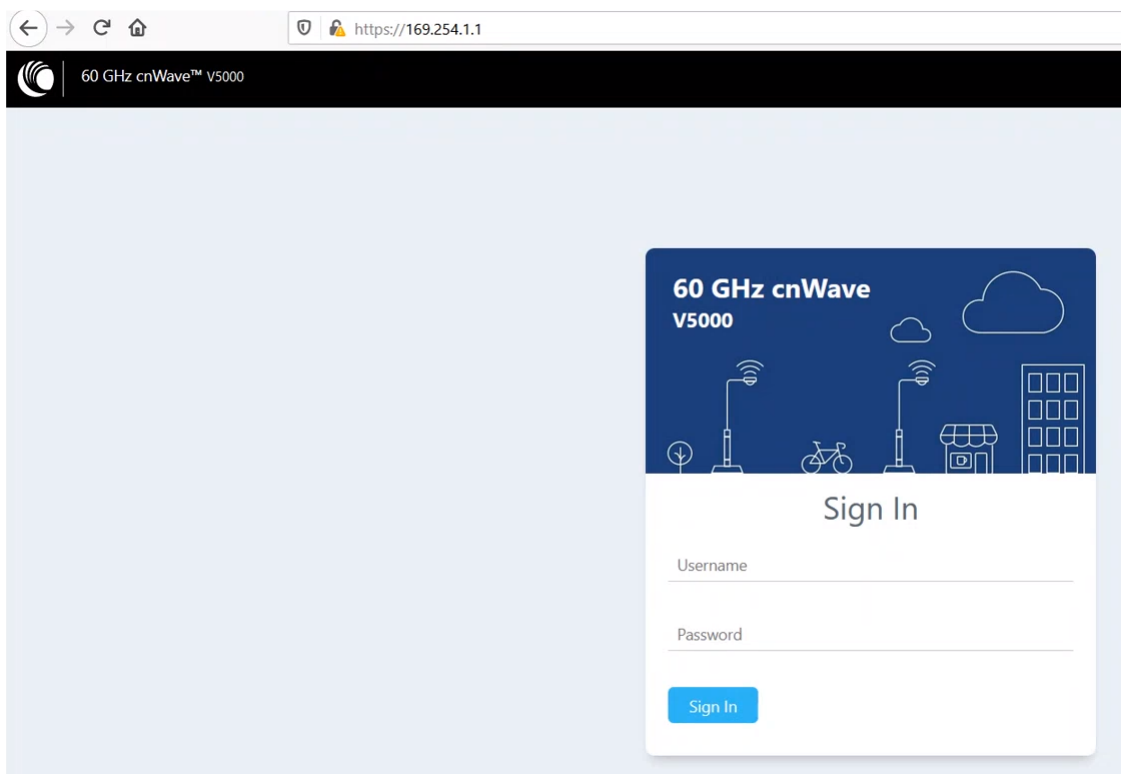 https://169.254.1.1
60 GHz cnWave™ V5000
60 GHz cnWave
V5000
Sign In
Username
Password
Sign In